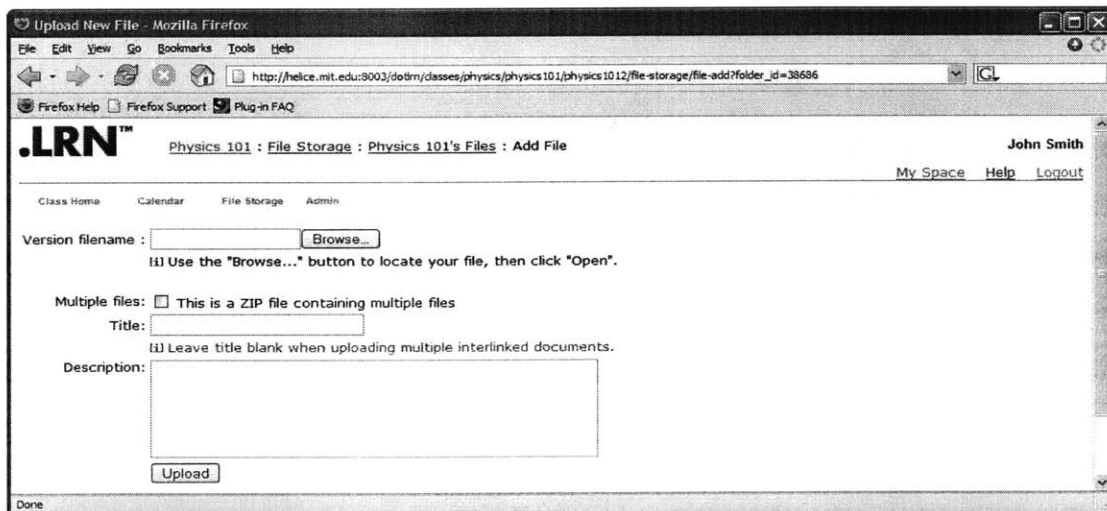 Upload New File - Mozilla Firefox
File Edit View Go Bookmarks Tools Help
http://helice.mit.edu:8003/dotlrn/classes/physics/physics101/physics1012/file-storage/file-add?folder_id=38686
Firefox Help Firefox Support Plug-in FAQ
.LRN™ Physics 101 : File Storage : Physics 101's Files : Add File John Smith
My Space Help Logout
Class Home Calendar File Storage Admin
Version filename : Browse...
[i] Use the "Browse..." button to locate your file, then click "Open".
Multiple files: This is a ZIP file containing multiple files
Title:
[i] Leave title blank when uploading multiple interlinked documents.
Description:
Upload
Done